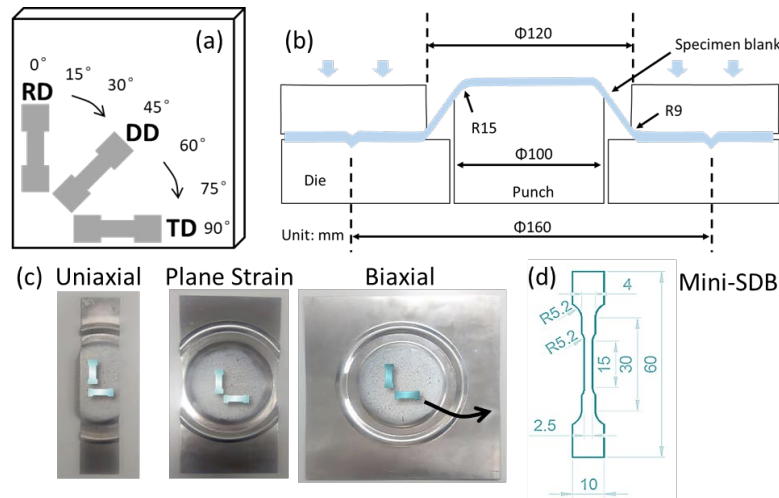 (a)
0°
15°
30°
RD
45°
DD
60°
75°
TD 90°
(b)
Φ120
Specimen blank
R15
R9
Φ100
Die
Punch
Unit: mm
Φ160
(c) Uniaxial Plane Strain Biaxial
(d) Mini-SDB
4
R5.2
R5.2
15
30
60
2.5
10